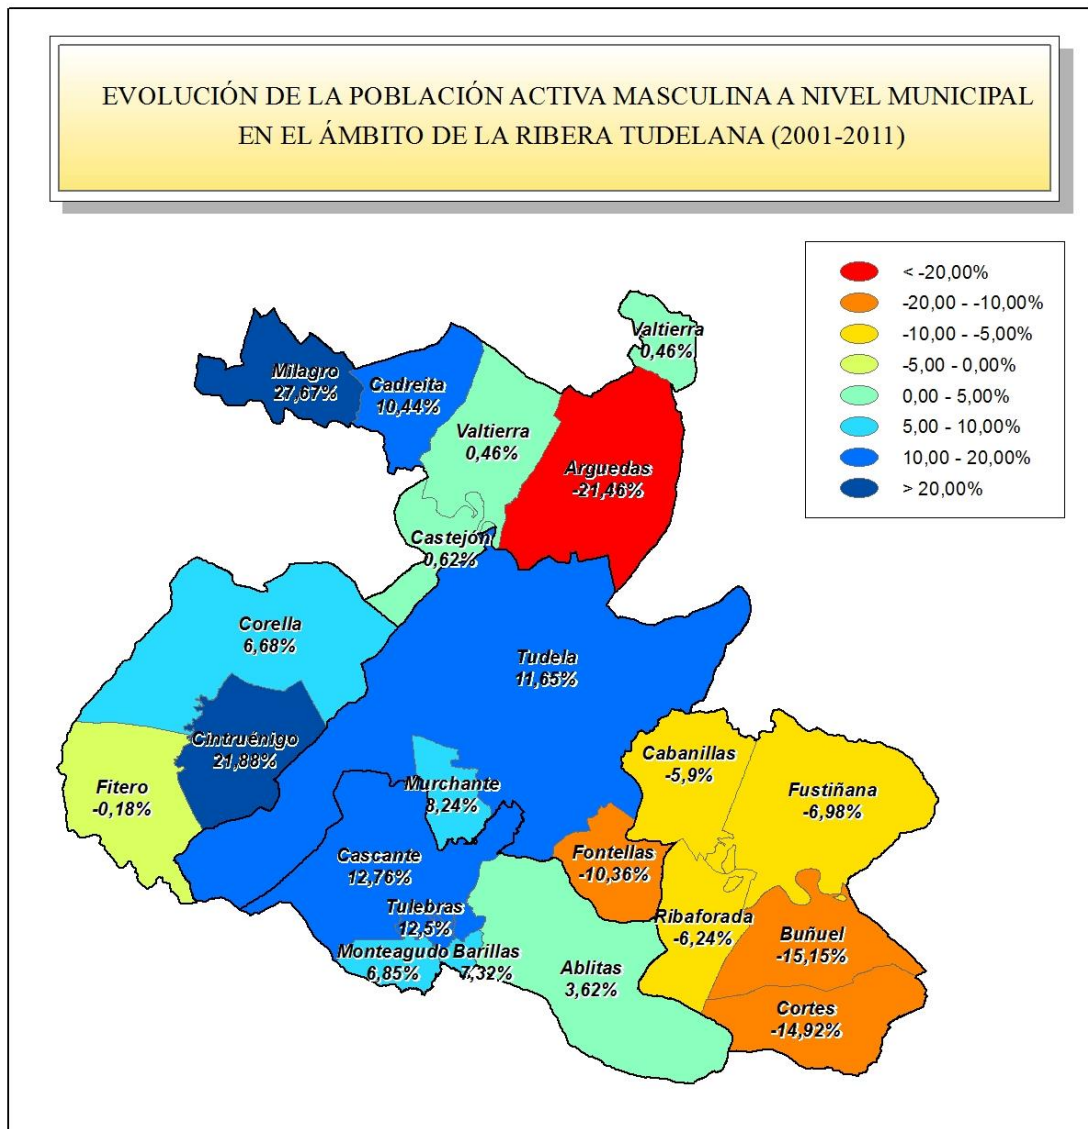 EVOLUCIÓN DE LA POBLACIÓN ACTIVA MASCULINA A NIVEL MUNICIPAL
EN EL ÁMBITO DE LA RIBERA TUDELANA (2001-2011)
< -20,00%
-20,00 - -10,00%
-10,00 - -5,00%
-5,00 - 0,00%
0,00 - 5,00%
5,00 - 10,00%
10,00 - 20,00%
> 20,00%
Valtierra
0,46%
Milagro
27,67%
Cadreita
10,44%
Valtierra
0,46%
Arguedas
-21,46%
Castejón
0,62%
Corella
6,68%
Tudela
11,65%
Cintruénigo
21,88%
Fitero
-0,18%
Murchante
8,24%
Cabanillas
-5,9%
Fustiñana
-6,98%
Cascante
12,76%
Fontellas
-10,36%
Tulebras
12,5%
Ribaforada
-6,24%
Buñuel
-15,15%
Monteagudo
6,85%
Barillas
7,32%
Ablitas
3,62%
Cortes
-14,92%